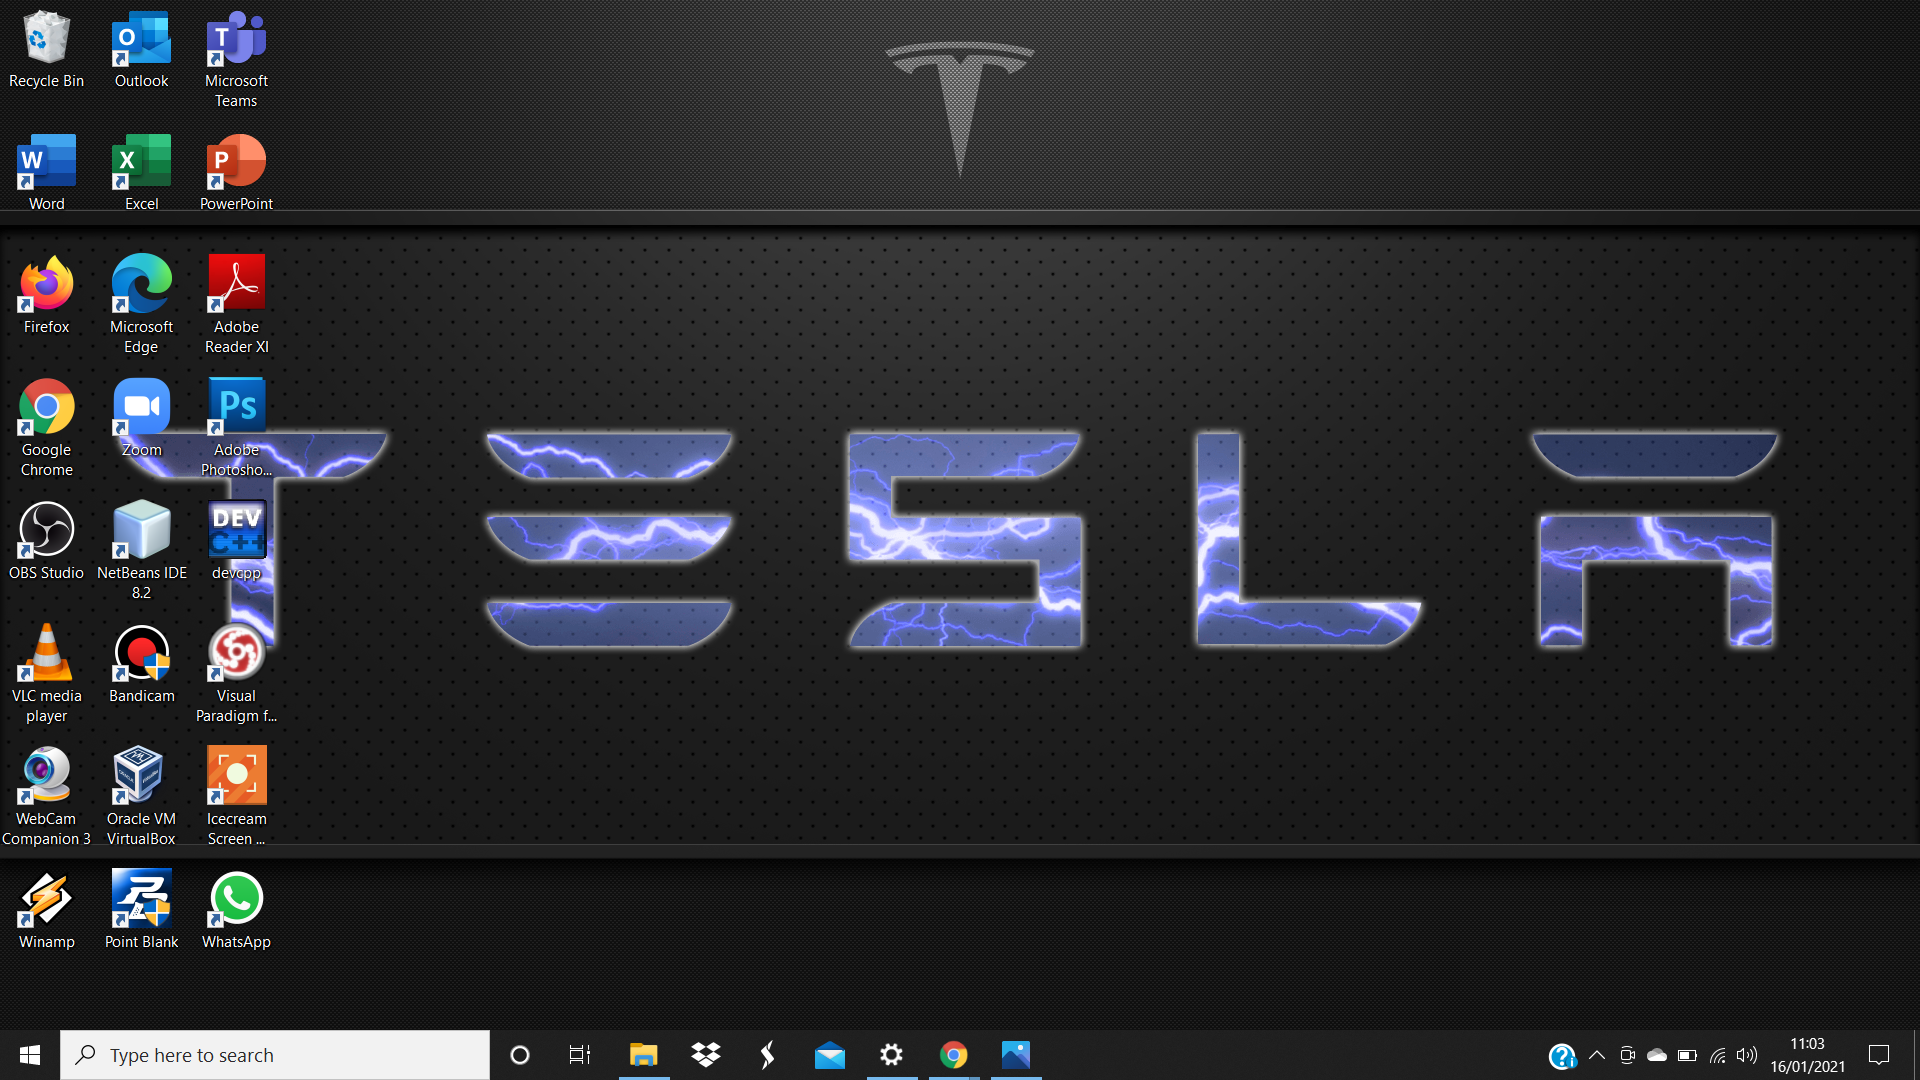 Recycle Bin
Outlook
Microsoft
Teams
Word
Excel
PowerPoint
Firefox
Microsoft
Edge
Adobe
Reader XI
Google
Chrome
Zoom
Adobe
Photosho...
OBS Studio
NetBeans IDE
8.2
DEV
C++
devcpp
VLC media
player
Bandicam
Visual
Paradigm f...
WebCam
Companion 3
Oracle VM
VirtualBox
Icecream
Screen ...
Winamp
Point Blank
WhatsApp
TESLA
Type here to search
11:03
16/01/2021